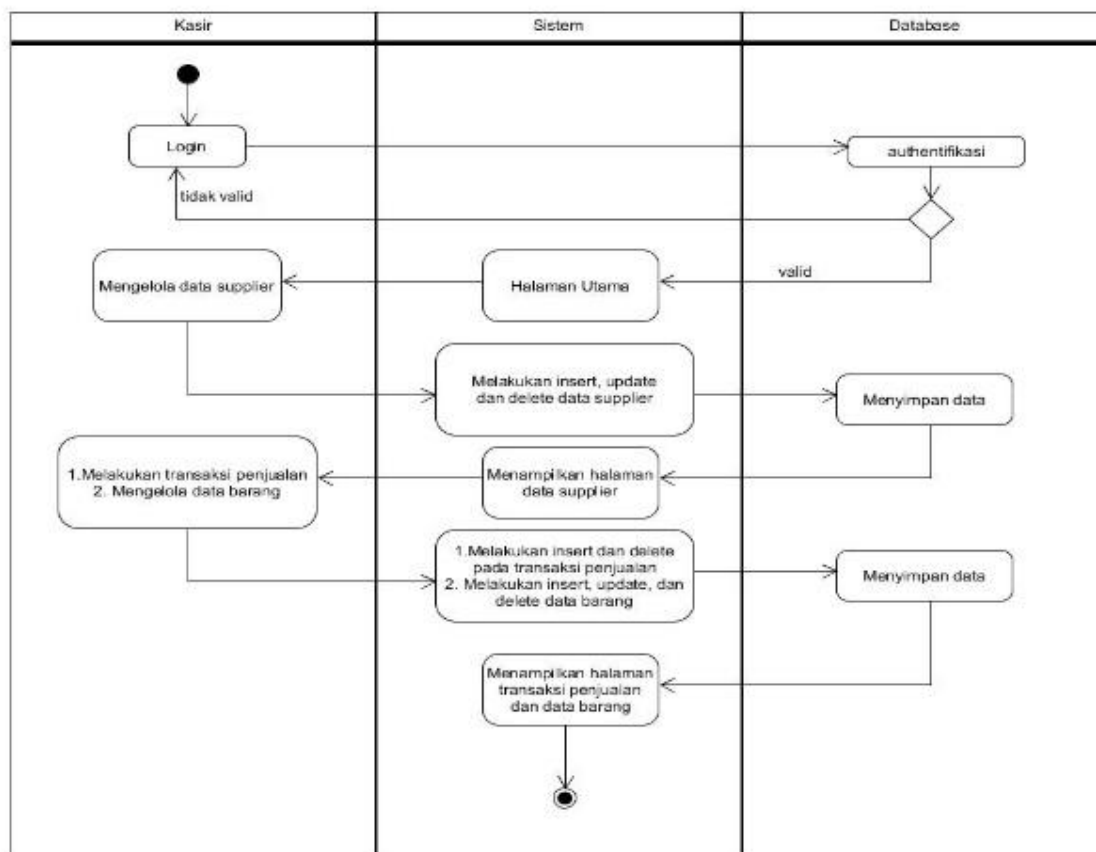 Kasir
Sistem
Database
Login
authentifikasi
tidak valid
valid
Mengelola data supplier
Halaman Utama
Melakukan insert, update
dan delete data supplier
Menyimpan data
1.Melakukan transaksi penjualan
2. Mengelola data barang
Menampilkan halaman
data supplier
1.Melakukan insert dan delete
pada transaksi penjualan
2. Melakukan insert, update, dan
delete data barang
Menyimpan data
Menampilkan halaman
transaksi penjualan
dan data barang